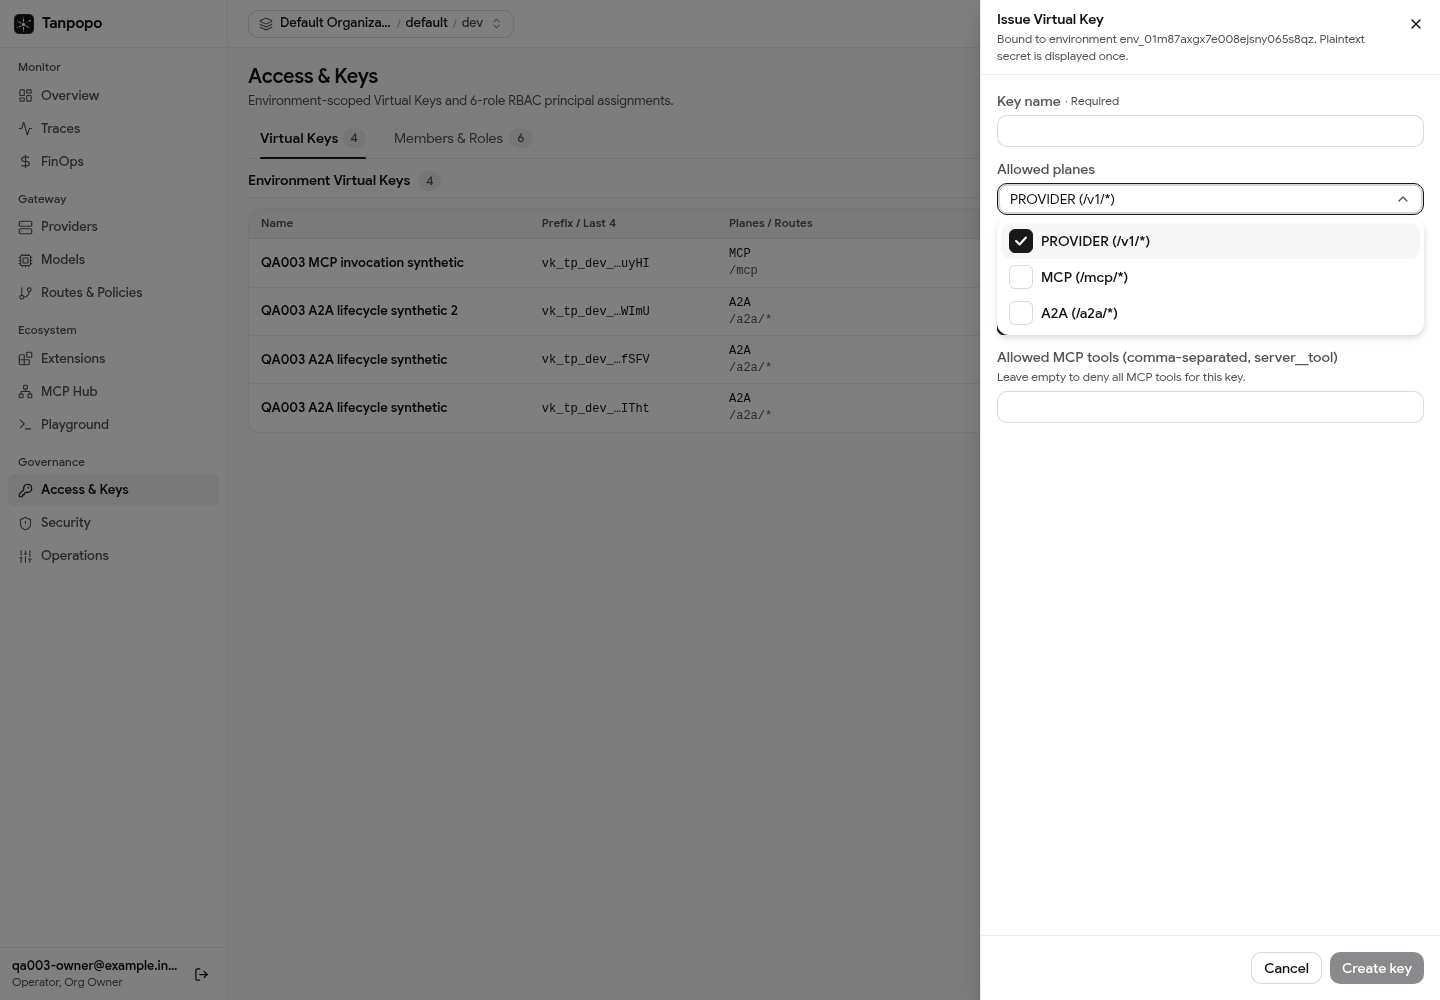 Tanpopo
Default Organiza... / default / dev
Monitor
Overview
Traces
FinOps
Gateway
Providers
Models
Routes & Policies
Ecosystem
Extensions
MCP Hub
Playground
Governance
Access & Keys
Security
Operations
qa003-owner@example.in...
Operator, Org Owner
Access & Keys
Environment-scoped Virtual Keys and 6-role RBAC principal assignments.
Virtual Keys 4
Members & Roles 6
Environment Virtual Keys 4
Name Prefix / Last 4 Planes / Routes
QA003 MCP invocation synthetic vk_tp_dev_…uyHI MCP
/mcp
QA003 A2A lifecycle synthetic 2 vk_tp_dev_…WImU A2A
/a2a/*
QA003 A2A lifecycle synthetic vk_tp_dev_…fSFV A2A
/a2a/*
QA003 A2A lifecycle synthetic vk_tp_dev_…ITht A2A
/a2a/*
Issue Virtual Key
Bound to environment env_01m87axgx7e008ejsny065s8qz. Plaintext
secret is displayed once.
Key name · Required
Allowed planes
PROVIDER (/v1/*)
PROVIDER (/v1/*)
MCP (/mcp/*)
A2A (/a2a/*)
Allowed MCP tools (comma-separated, server__tool)
Leave empty to deny all MCP tools for this key.
Cancel
Create key